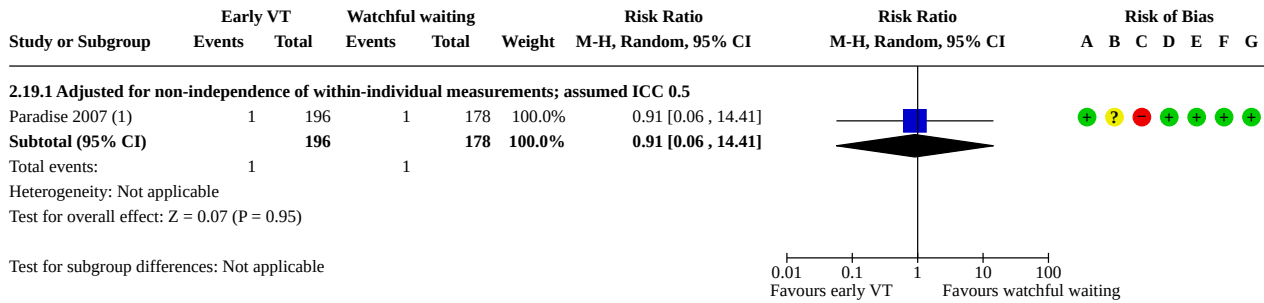 Early VT Watchful waiting Risk Ratio Risk Ratio Risk of Bias
Study or Subgroup Events Total Events Total Weight M-H, Random, 95% CI M-H, Random, 95% CI A B C D E F G
2.19.1 Adjusted for non-independence of within-individual measurements; assumed ICC 0.5
Paradise 2007 (1) 1 196 1 178 100.0% 0.91 [0.06 , 14.41] + ? − + + + +
Subtotal (95% CI) 196 178 100.0% 0.91 [0.06 , 14.41]
Total events: 1 1
Heterogeneity: Not applicable
Test for overall effect: Z = 0.07 (P = 0.95)
Test for subgroup differences: Not applicable
0.01 0.1 1 10 100
Favours early VT Favours watchful waiting